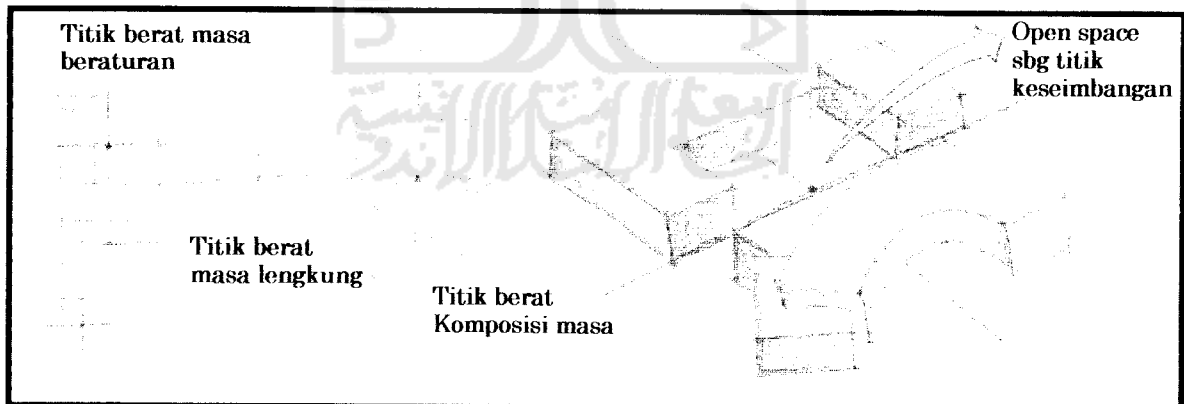 Titik berat masa
beraturan
Open space
sbg titik
keseimbangan
Titik berat
masa lengkung
Titik berat
Komposisi masa